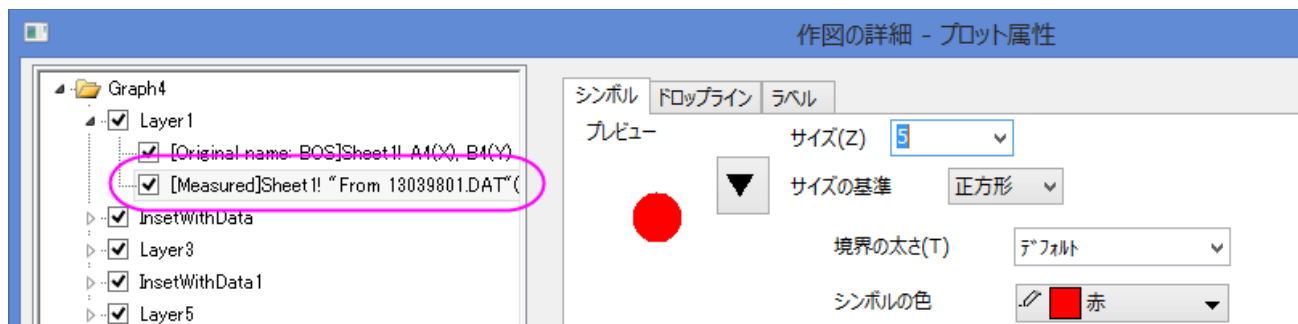 作図の詳細 - プロット属性
Graph4
Layer1
[Original name: BOS]Sheet1! A4(X), B4(Y)
[Measured]Sheet1! "From 13039801.DAT"(
InsetWithData
Layer3
InsetWithData1
Layer5
シンボル ドロップライン ラベル
プレビュー
サイズ(Z) 5
サイズの基準 正方形
境界の太さ(T) デフォルト
シンボルの色 赤